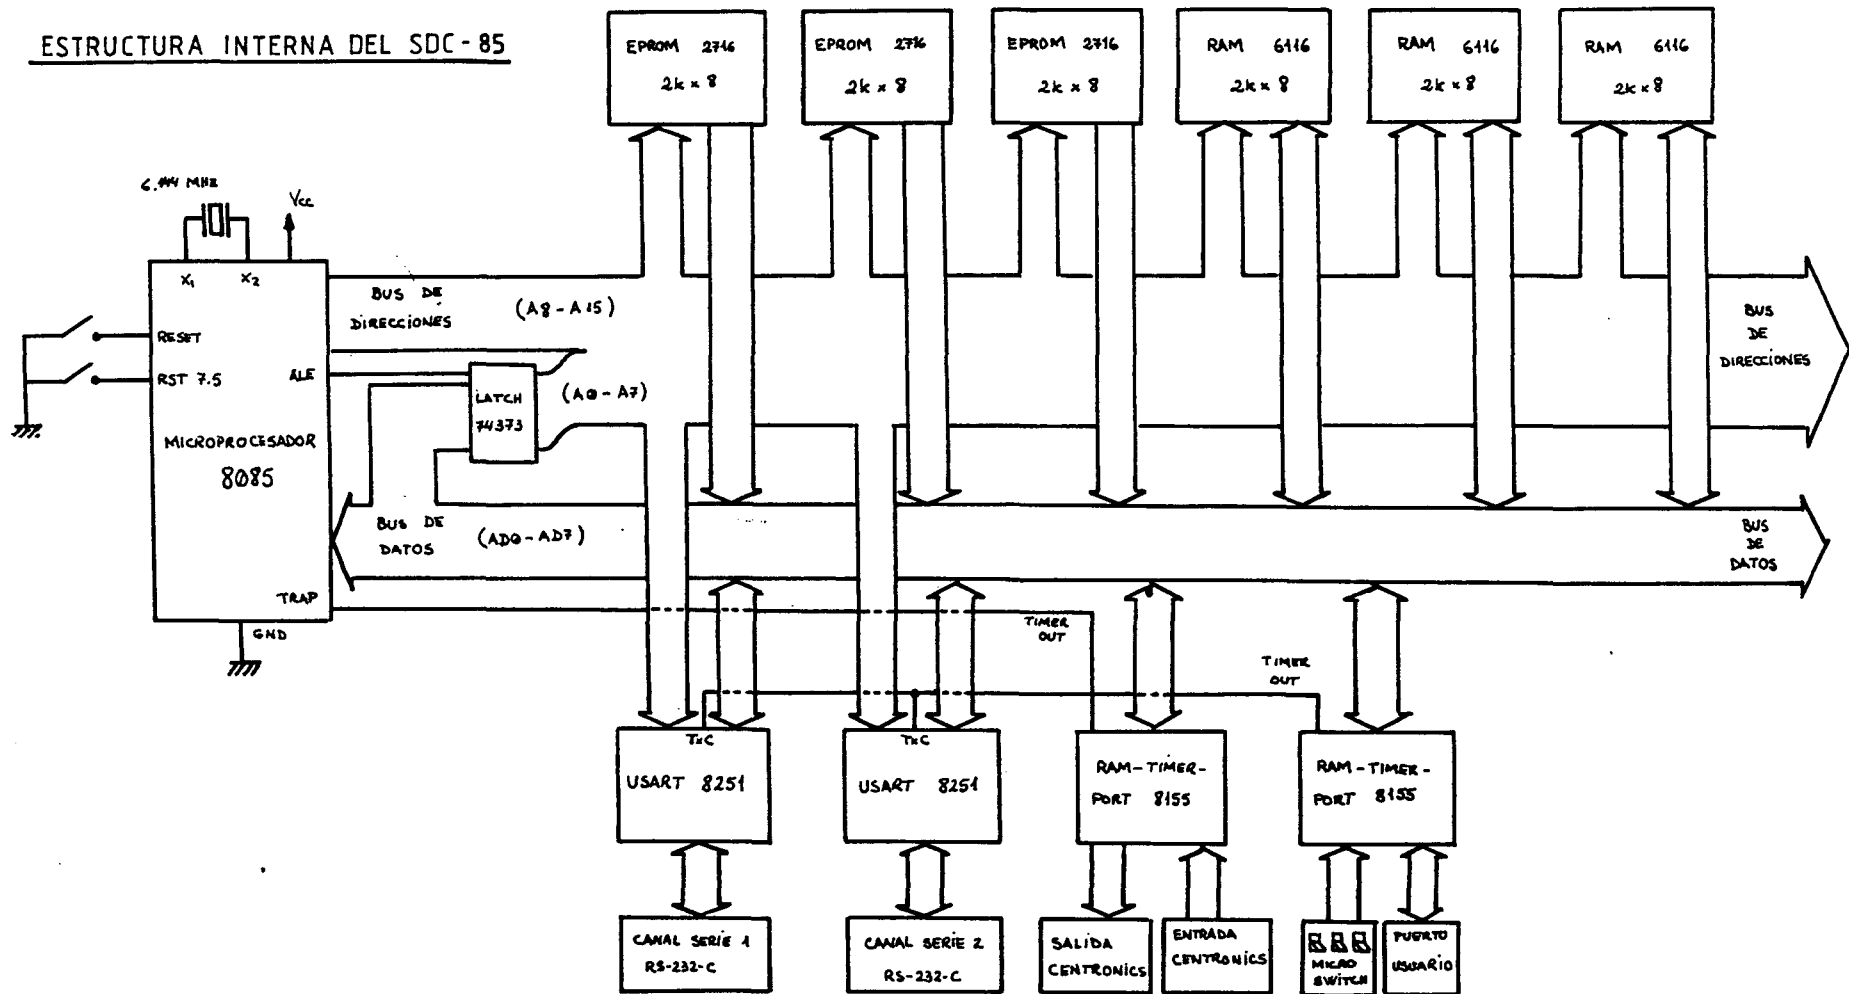 ESTRUCTURA INTERNA DEL SDC-85
EPROM 2716
2k x 8
EPROM 2716
2k x 8
EPROM 2716
2k x 8
RAM 6116
2k x 8
RAM 6116
2k x 8
RAM 6116
2k x 8
6.144 MHz
Vcc
X1
X2
RESET
RST 7.5
ALE
MICROPROCESADOR
8085
TRAP
GND
BUS DE
DIRECCIONES
(A8-A15)
LATCH
74373
(A0-A7)
BUS DE
DATOS
(AD0-AD7)
BUS
DE
DIRECCIONES
BUS
DE
DATOS
TIMER
OUT
TIMER
OUT
TxC
USART 8251
TxC
USART 8251
RAM-TIMER-
PORT 8155
RAM-TIMER-
PORT 8155
CANAL SERIE 1
RS-232-C
CANAL SERIE 2
RS-232-C
SALIDA
CENTRONICS
ENTRADA
CENTRONICS
MICRO
SWITCH
PUERTO
USUARIO